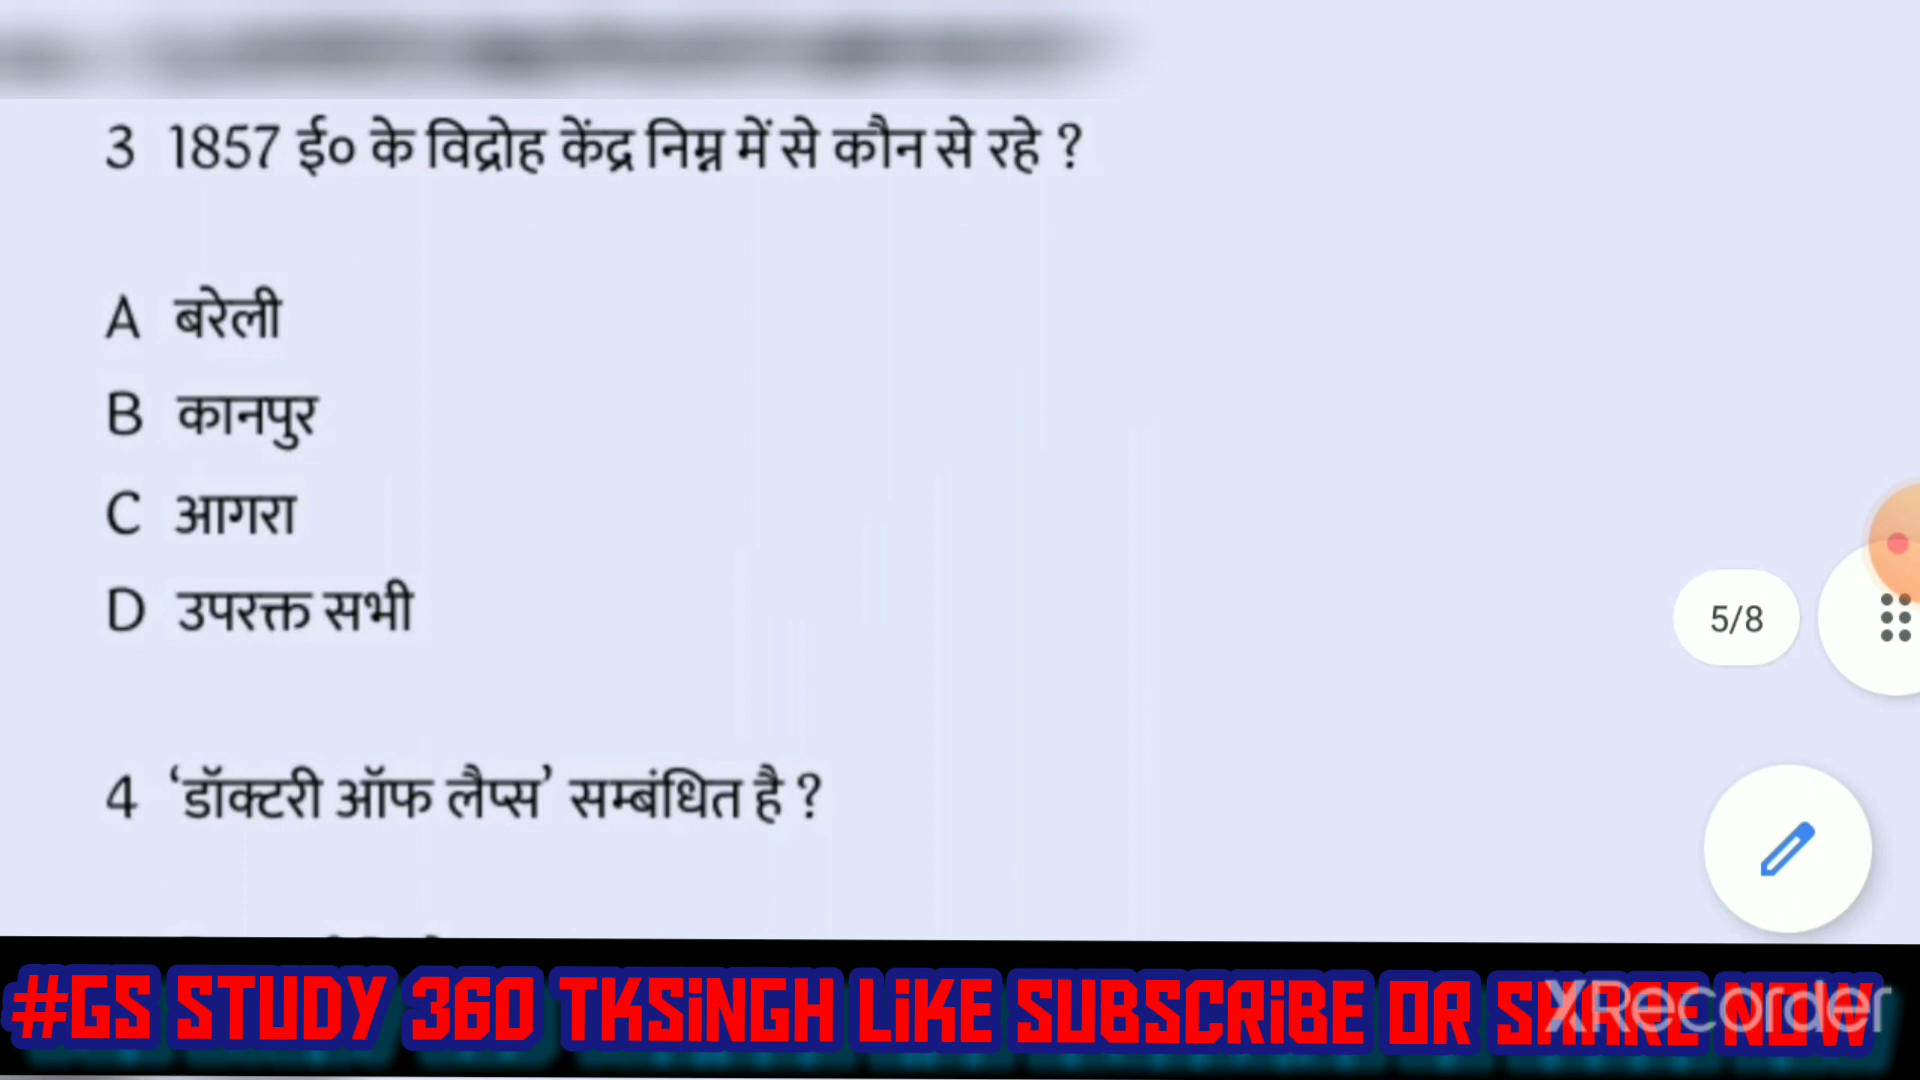 3 1857 ई० के विद्रोह केंद्र निम्न में से कौन से रहे ?
A बरेली
B कानपुर
C आगरा
D उपरक्त सभी
5/8
4 ‘डॉक्टरी ऑफ लैप्स’ सम्बंधित है ?
#GS STUDY 360 TKSiNGH LiKE SUBSCRiBE OR SHARE NOW
XRecorder